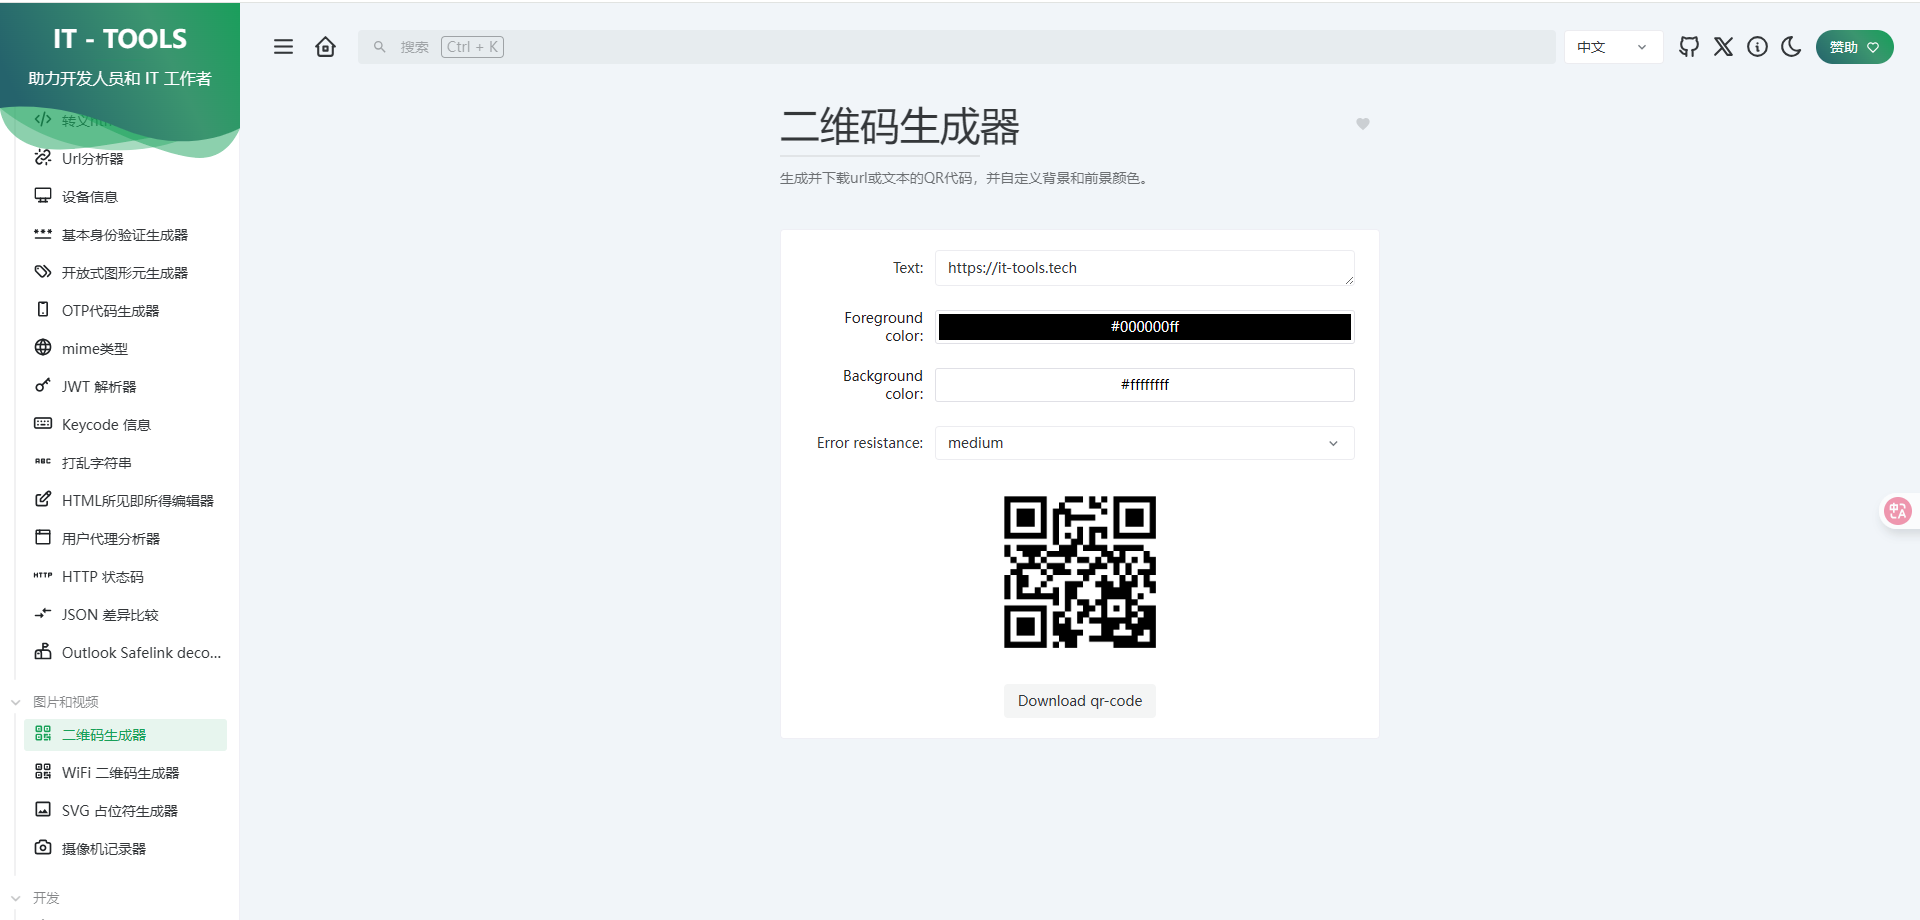 IT - TOOLS
助力开发人员和 IT 工作者
搜索 Ctrl + K
中文
赞助
转义
Url分析器
设备信息
基本身份验证生成器
开放式图形元生成器
OTP代码生成器
mime类型
JWT 解析器
Keycode 信息
打乱字符串
HTML所见即所得编辑器
用户代理分析器
HTTP 状态码
JSON 差异比较
Outlook Safelink deco...
图片和视频
二维码生成器
WiFi 二维码生成器
SVG 占位符生成器
摄像机记录器
开发
二维码生成器
生成并下载url或文本的QR代码，并自定义背景和前景颜色。
Text: https://it-tools.tech
Foreground
color:
#000000ff
Background
color:
#ffffffff
Error resistance: medium
Download qr-code